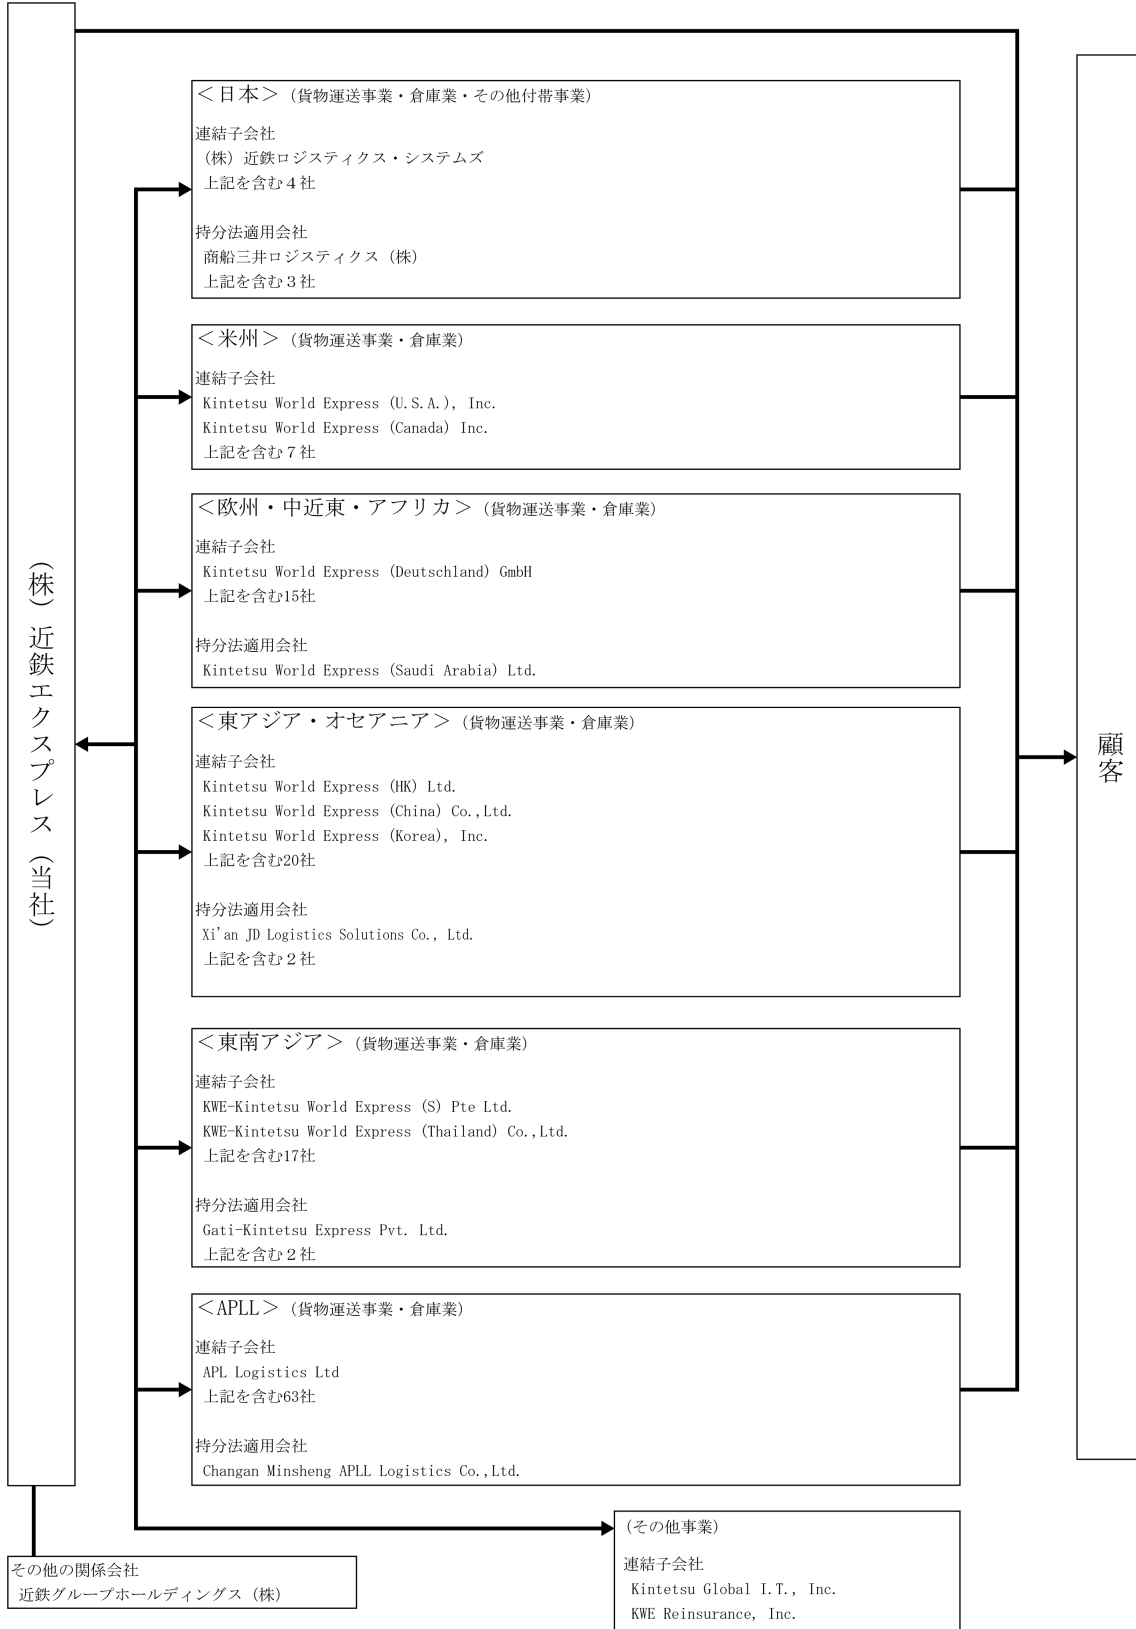 (株)近鉄エクスプレス(当社)
＜日本＞（貨物運送事業・倉庫業・その他付帯事業）
連結子会社
（株）近鉄ロジスティクス・システムズ
上記を含む４社
持分法適用会社
商船三井ロジスティクス（株）
上記を含む３社
＜米州＞（貨物運送事業・倉庫業）
連結子会社
Kintetsu World Express (U.S.A.), Inc.
Kintetsu World Express (Canada) Inc.
上記を含む７社
＜欧州・中近東・アフリカ＞（貨物運送事業・倉庫業）
連結子会社
Kintetsu World Express (Deutschland) GmbH
上記を含む15社
持分法適用会社
Kintetsu World Express (Saudi Arabia) Ltd.
＜東アジア・オセアニア＞（貨物運送事業・倉庫業）
連結子会社
Kintetsu World Express (HK) Ltd.
Kintetsu World Express (China) Co.,Ltd.
Kintetsu World Express (Korea), Inc.
上記を含む20社
持分法適用会社
Xi'an JD Logistics Solutions Co., Ltd.
上記を含む２社
＜東南アジア＞（貨物運送事業・倉庫業）
連結子会社
KWE-Kintetsu World Express (S) Pte Ltd.
KWE-Kintetsu World Express (Thailand) Co.,Ltd.
上記を含む17社
持分法適用会社
Gati-Kintetsu Express Pvt. Ltd.
上記を含む２社
＜APLL＞（貨物運送事業・倉庫業）
連結子会社
APL Logistics Ltd
上記を含む63社
持分法適用会社
Changan Minsheng APLL Logistics Co.,Ltd.
(その他事業)
連結子会社
Kintetsu Global I.T., Inc.
KWE Reinsurance, Inc.
その他の関係会社
近鉄グループホールディングス（株）
顧客